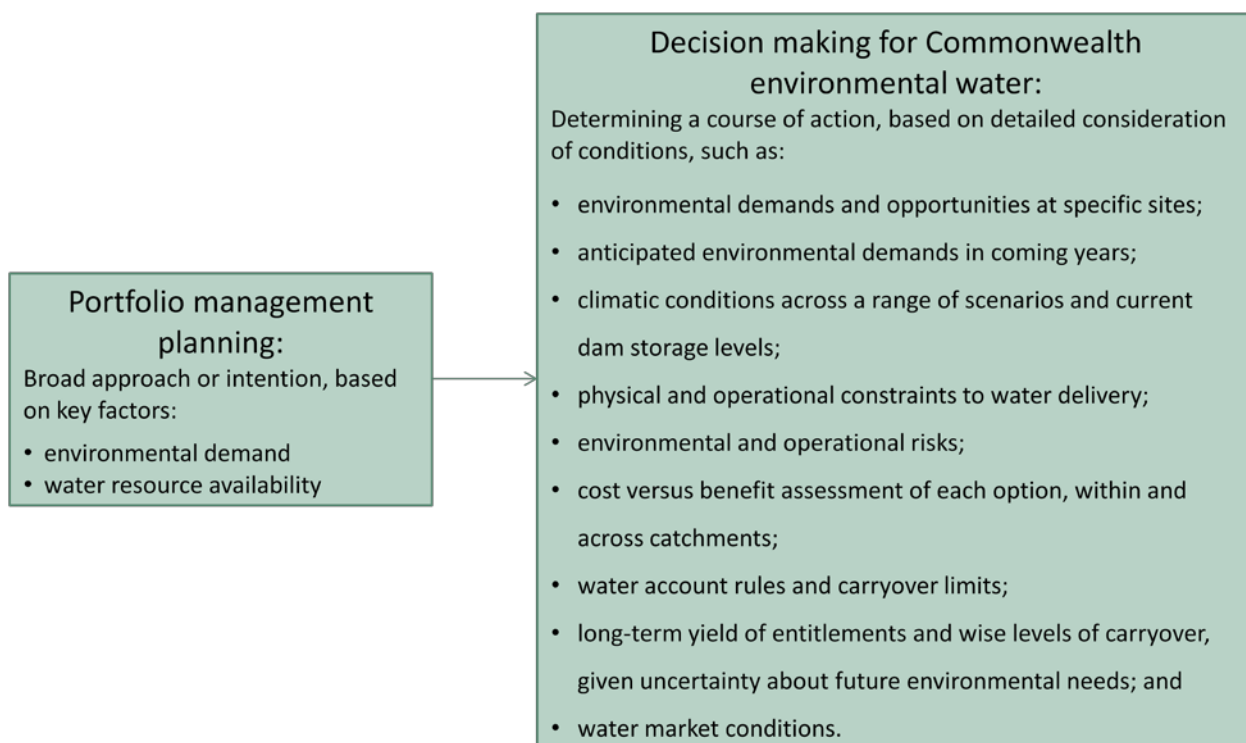 Portfolio management
planning:
Broad approach or intention, based
on key factors:
• environmental demand
• water resource availability
Decision making for Commonwealth
environmental water:
Determining a course of action, based on detailed consideration
of conditions, such as:
• environmental demands and opportunities at specific sites;
• anticipated environmental demands in coming years;
• climatic conditions across a range of scenarios and current
dam storage levels;
• physical and operational constraints to water delivery;
• environmental and operational risks;
• cost versus benefit assessment of each option, within and
across catchments;
• water account rules and carryover limits;
• long-term yield of entitlements and wise levels of carryover,
given uncertainty about future environmental needs; and
• water market conditions.